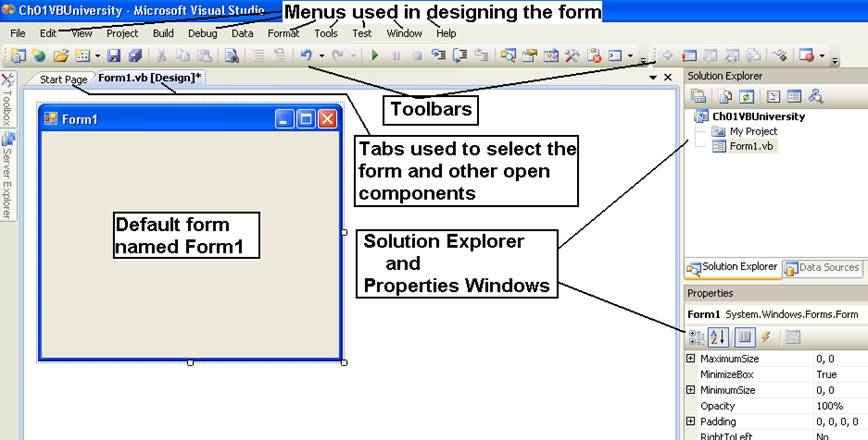 Ch01VBUniversity - Microsoft Visual Studio
Menus used in designing the form
File Edit View Project Build Debug Data Format Tools Test Window Help
Start Page Form1.vb [Design]*
Toolbars
Tabs used to select the
form and other open
components
Toolbox
Server Explorer
Form1
Default form
named Form1
Solution Explorer
and
Properties Windows
Solution Explorer
Ch01VBUniversity
My Project
Form1.vb
Solution Explorer Data Sources
Properties
Form1 System.Windows.Forms.Form
MaximumSize 0, 0
MinimizeBox True
MinimumSize 0, 0
Opacity 100%
Padding 0, 0, 0, 0
RightToLeft No